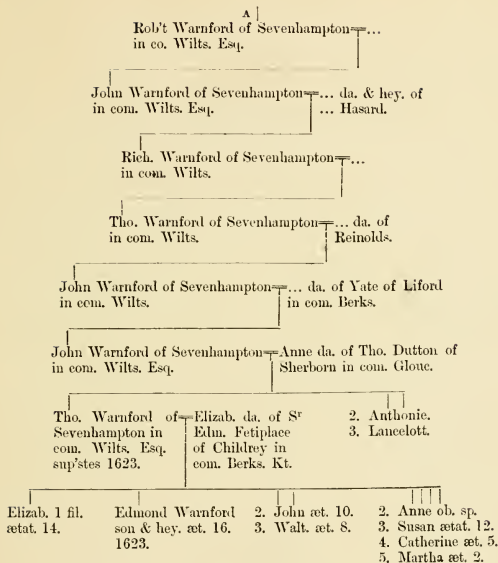 A
Rob't Warnford of Sevenhampton=...
in co. Wilts. Esq.
John Warnford of Sevenhampton=... da. & hey. of
in com. Wilts. Esq. ... Hasard.
Rich. Warnford of Sevenhampton=...
in com. Wilts.
Tho. Warnford of Sevenhampton=... da. of
in com. Wilts. Reinolds.
John Warnford of Sevenhampton=... da. of Yate of Liford
in com. Wilts. in com. Berks.
John Warnford of Sevenhampton=Anne da. of Tho. Dutton of
in com. Wilts. Esq. Sherborn in com. Glouc.
Tho. Warnford of=Elizab. da. of Sr
Sevenhampton in Edm. Fetiplace
com. Wilts. Esq. of Childrey in
sup'stes 1623. com. Berks. Kt.
2. Anthonie.
3. Lancelott.
Elizab. 1 fil.
ætat. 14.
Edmond Warnford
son & hey. æt. 16.
1623.
2. John æt. 10.
3. Walt. æt. 8.
2. Anne ob. sp.
3. Susan ætat. 12.
4. Catherine æt. 5.
5. Martha æt. 2.